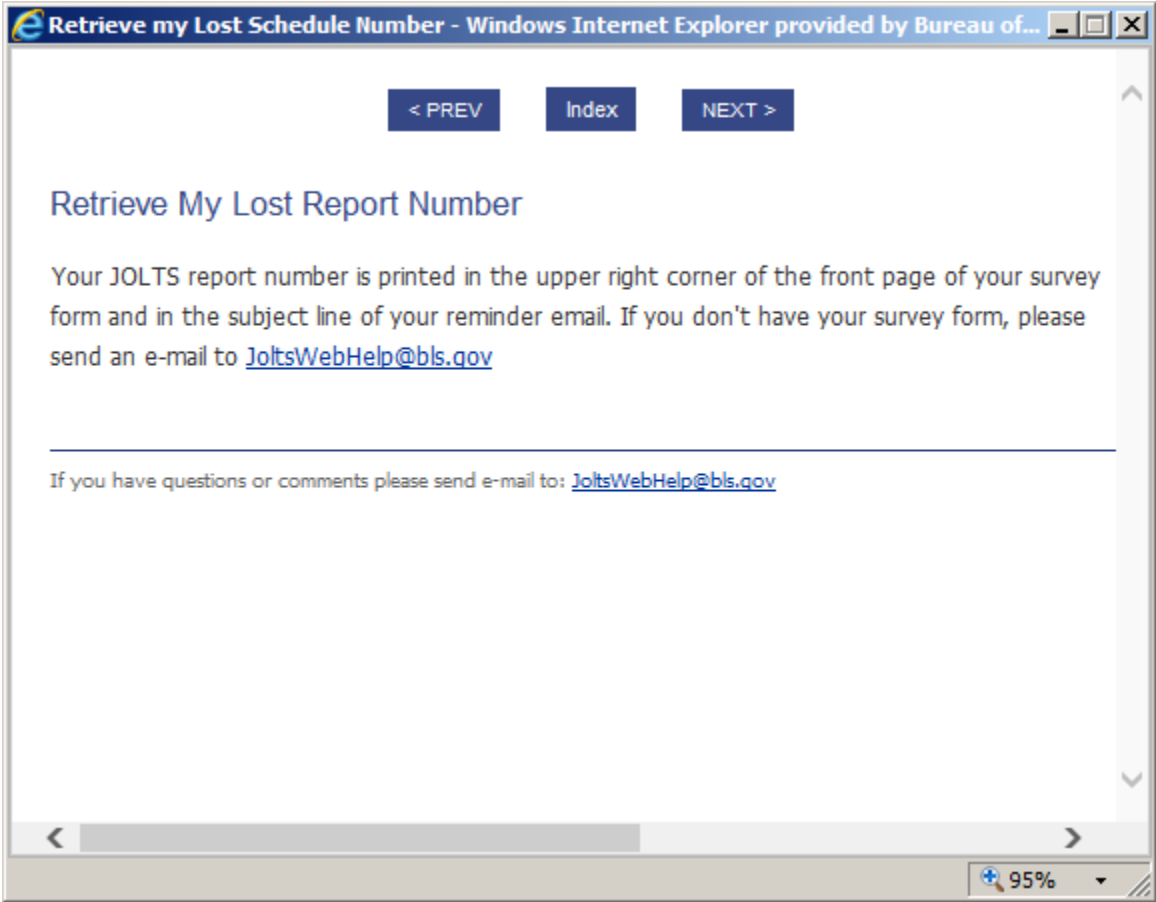 Retrieve my Lost Schedule Number - Windows Internet Explorer provided by Bureau of...
< PREV
Index
NEXT >
Retrieve My Lost Report Number
Your JOLTS report number is printed in the upper right corner of the front page of your survey
form and in the subject line of your reminder email. If you don't have your survey form, please
send an e-mail to JoltsWebHelp@bls.gov
If you have questions or comments please send e-mail to: JoltsWebHelp@bls.gov
95%